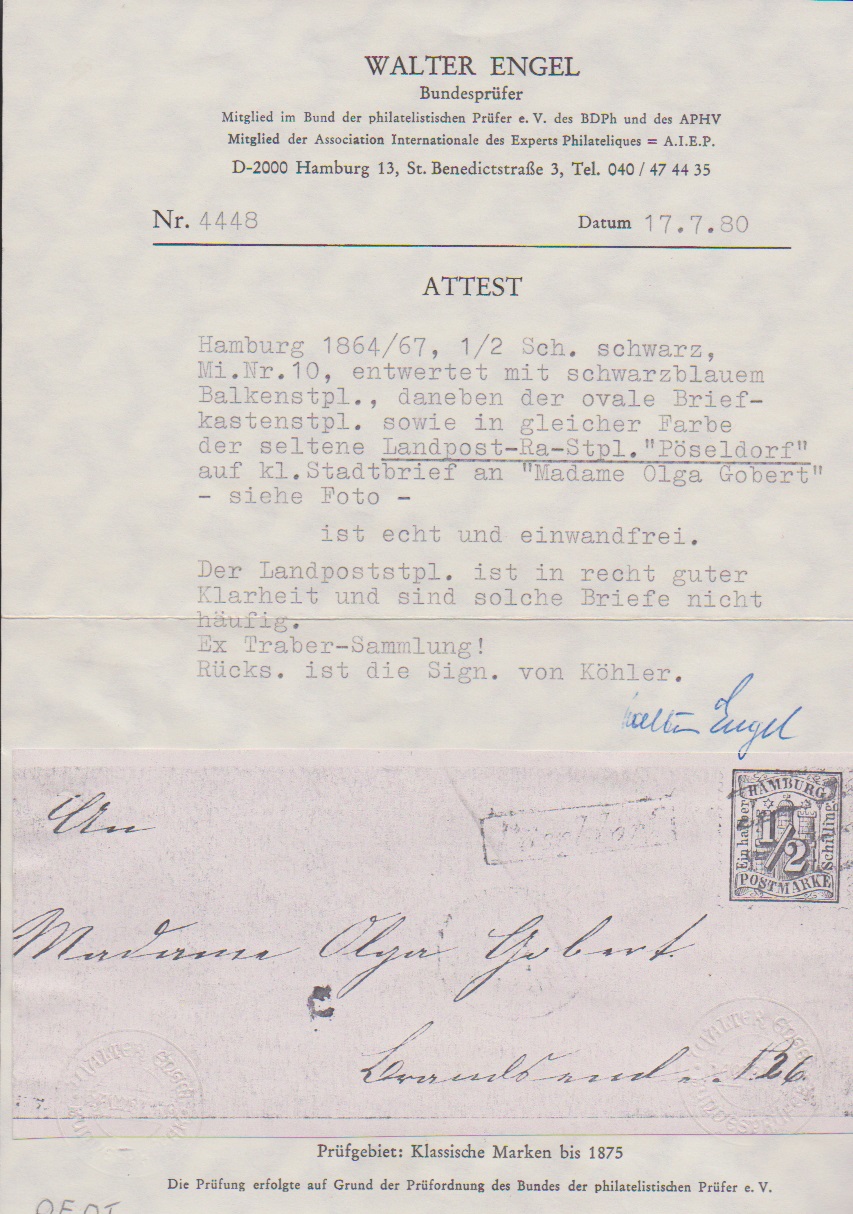 WALTER ENGEL
Bundesprüfer
Mitglied im Bund der philatelistischen Prüfer e. V. des BDPh und des APHV
Mitglied der Association Internationale des Experts Philateliques = A.I.E.P.
D-2000 Hamburg 13, St. Benedictstraße 3, Tel. 040 / 47 44 35
Nr. 4448 Datum 17.7.80
ATTEST
Hamburg 1864/67, 1/2 Sch. schwarz,
Mi.Nr.10, entwertet mit schwarzblauem
Balkenstpl., daneben der ovale Brief-
kastenstpl. sowie in gleicher Farbe
der seltene Landpost-Ra-Stpl."Pöseldorf"
auf kl.Stadtbrief an "Madame Olga Gobert"
- siehe Foto -
ist echt und einwandfrei.
Der Landpoststpl. ist in recht guter
Klarheit und sind solche Briefe nicht
häufig.
Ex Traber-Sammlung!
Rücks. ist die Sign. von Köhler.
Walter Engel
HAMBURG
Ein halber
1/2
Schilling
POSTMARKE
An
Madame Olga Gobert.
Brandsende 126
WALTER ENGEL
WALTER ENGEL
Prüfgebiet: Klassische Marken bis 1875
Die Prüfung erfolgte auf Grund der Prüfordnung des Bundes der philatelistischen Prüfer e. V.